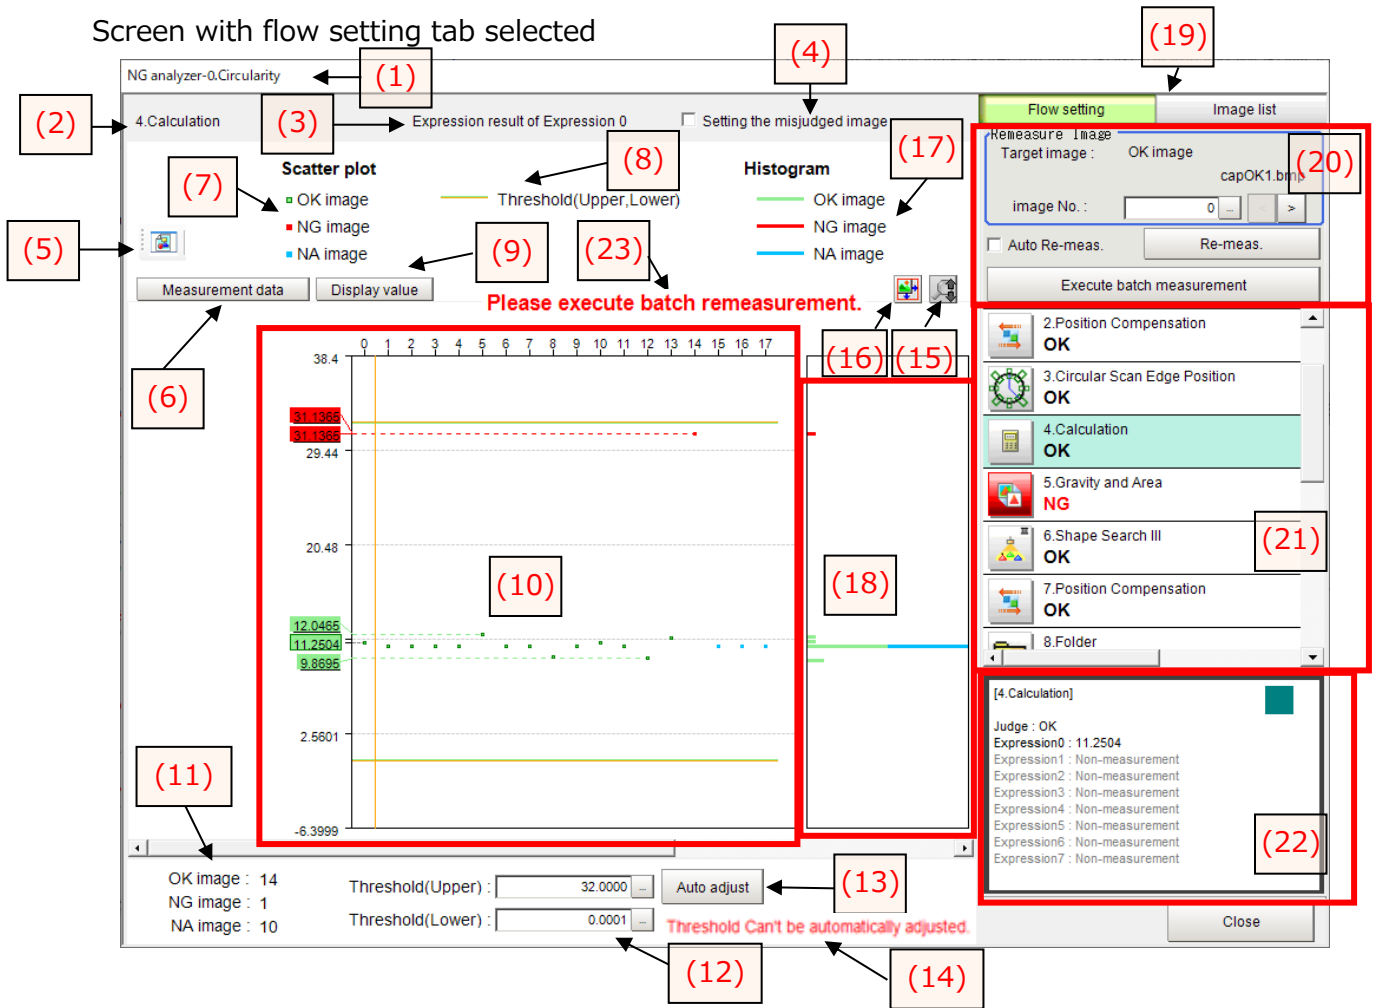 Screen with flow setting tab selected
(4)
(19)
NG analyzer-0.Circularity
(1)
(2)
4.Calculation
(3)
Expression result of Expression 0
Setting the misjudged image
Flow setting
Image list
Remeasure Image
Target image :
OK image
(20)
capOK1.bmp
image No. :
0
...
<
>
Auto Re-meas.
Re-meas.
Execute batch measurement
(7)
Scatter plot
OK image
NG image
NA image
(8)
Threshold(Upper,Lower)
Histogram
(17)
OK image
NG image
NA image
(5)
(9)
(23)
Measurement data
Display value
Please execute batch remeasurement.
(6)
(16)
(15)
0 1 2 3 4 5 6 7 8 9 10 11 12 13 14 15 16 17
38.4
31.1365
31.1365
29.44
20.48
(10)
(18)
12.0465
11.2504
9.8695
2.5601
-6.3999
2.Position Compensation
OK
3.Circular Scan Edge Position
OK
4.Calculation
OK
5.Gravity and Area
NG
(21)
6.Shape Search III
OK
7.Position Compensation
OK
8.Folder
[4.Calculation]
Judge : OK
Expression0 : 11.2504
Expression1 : Non-measurement
Expression2 : Non-measurement
Expression3 : Non-measurement
Expression4 : Non-measurement
Expression5 : Non-measurement
Expression6 : Non-measurement
Expression7 : Non-measurement
(22)
(11)
OK image : 14
NG image : 1
NA image : 10
Threshold(Upper) :
32.0000
...
Auto adjust
(13)
Threshold(Lower) :
0.0001
...
Threshold Can't be automatically adjusted.
Close
(12)
(14)